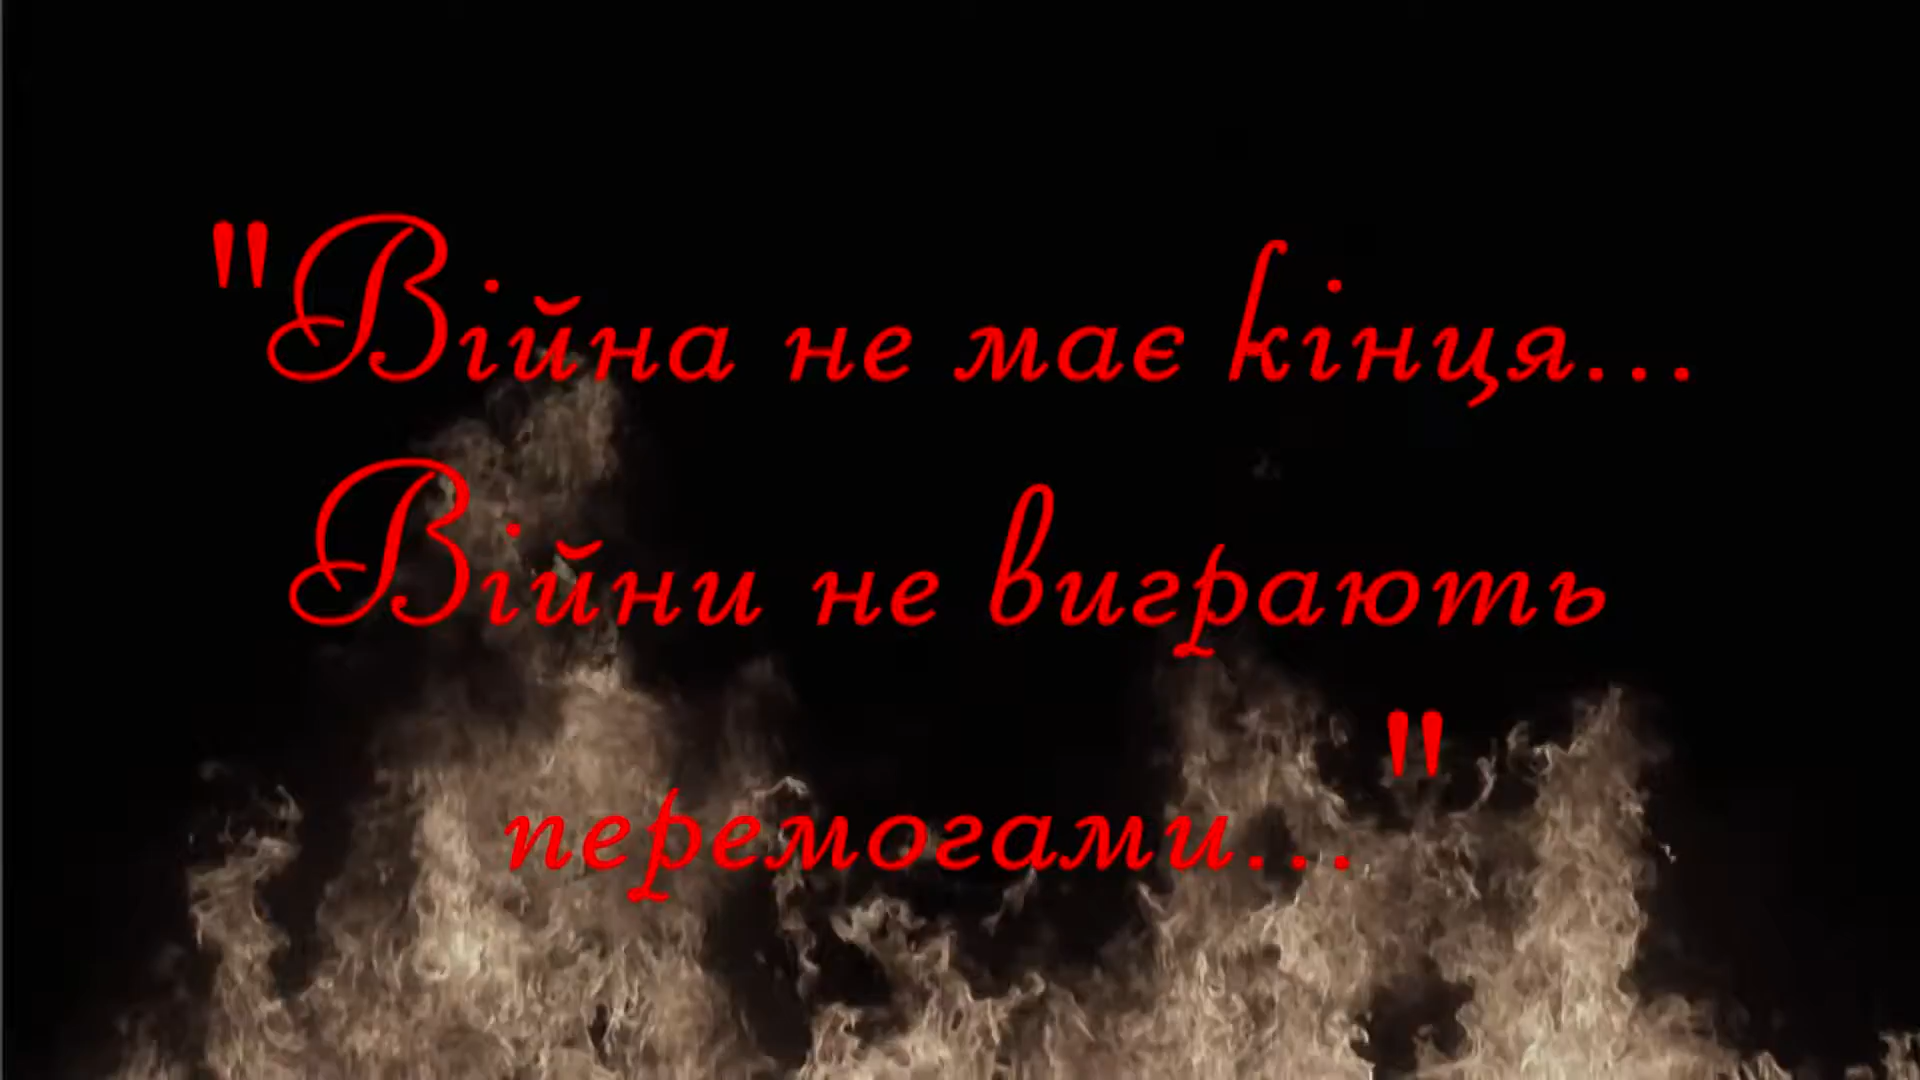 "Війна не має кінця...
Війни не виграють
перемогами..."